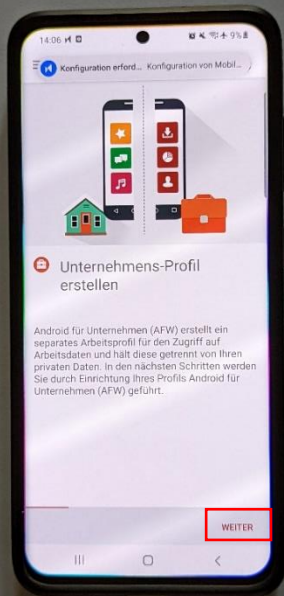 14:06
9%
Konfiguration erford... Konfiguration von Mobil...
Unternehmens-Profil
erstellen
Android für Unternehmen (AFW) erstellt ein
separates Arbeitsprofil für den Zugriff auf
Arbeitsdaten und hält diese getrennt von Ihren
privaten Daten. In den nächsten Schritten werden
Sie durch Einrichtung Ihres Profils Android für
Unternehmen (AFW) geführt.
WEITER